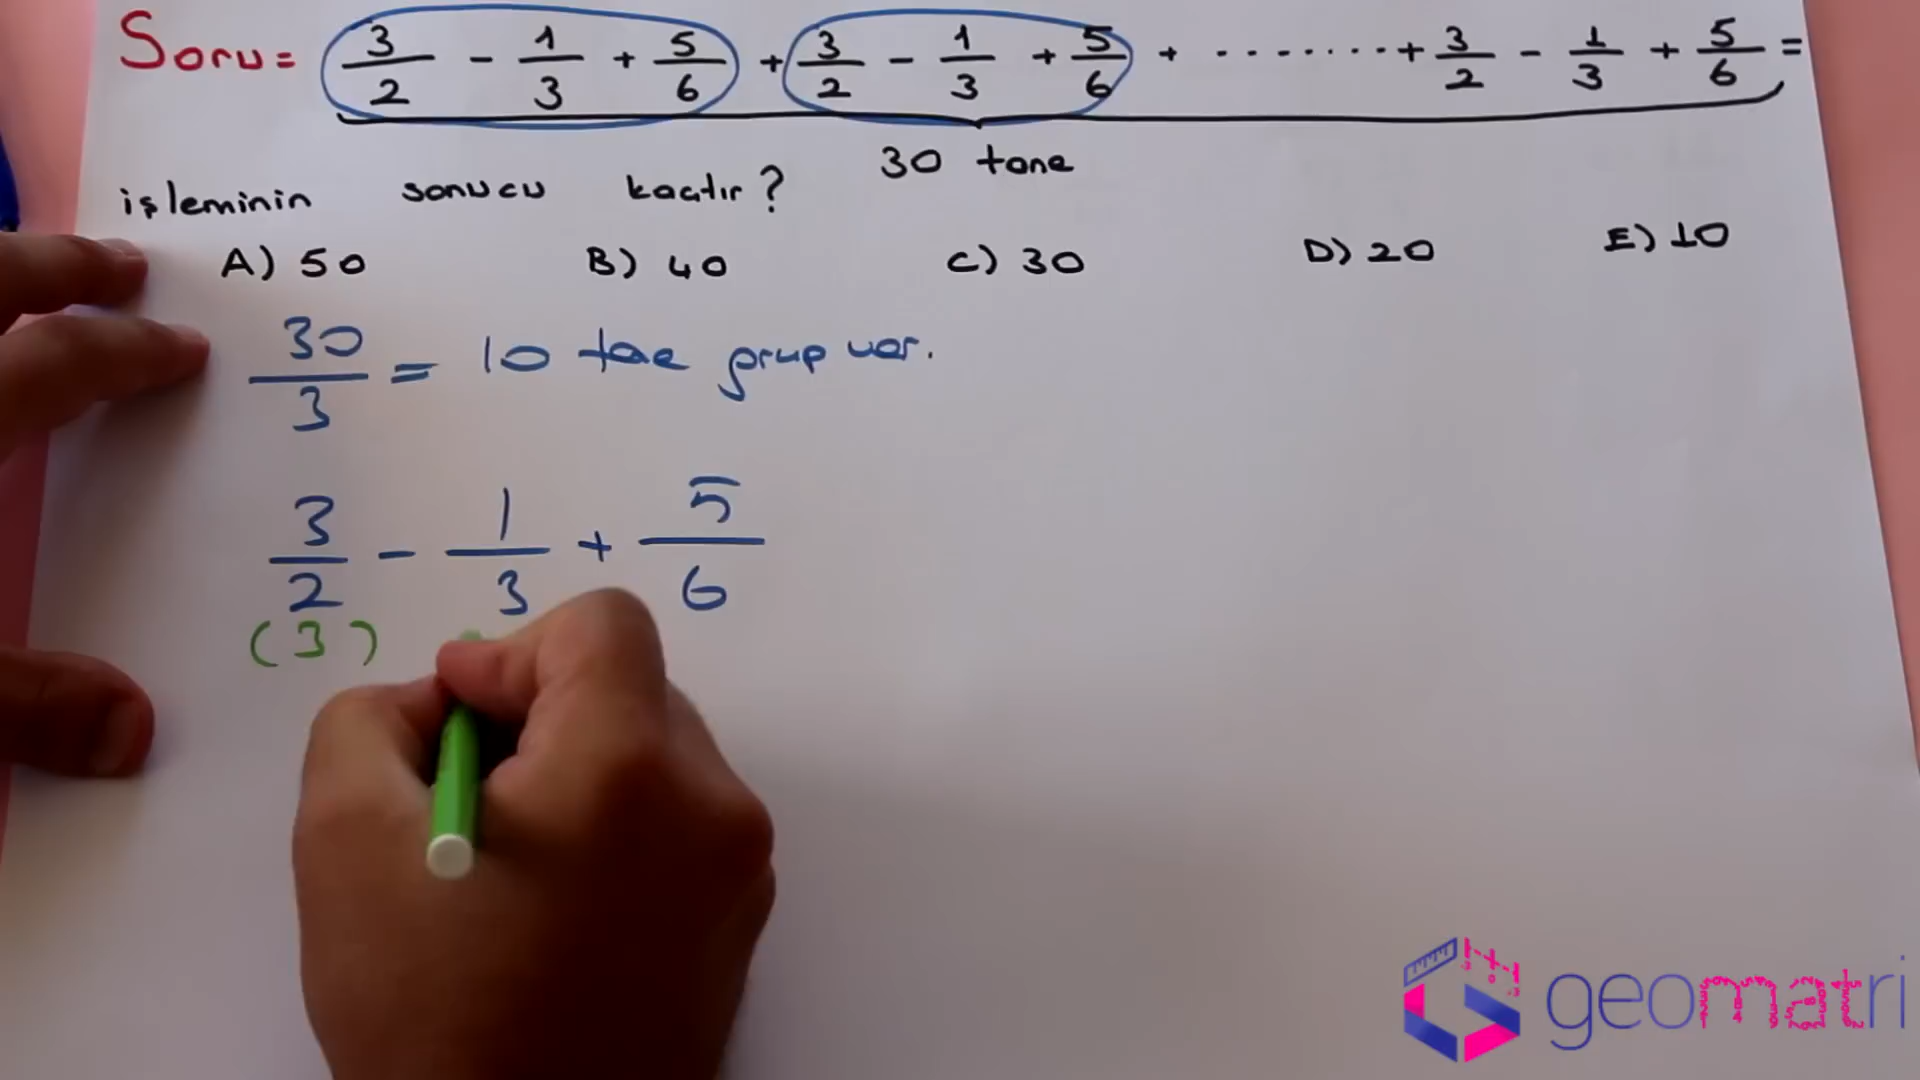 Soru= 3/2 - 1/3 + 5/6 + 3/2 - 1/3 + 5/6 + ........ + 3/2 - 1/3 + 5/6 =
30 tane
işleminin sonucu kaçtır?
A) 50 B) 40 C) 30 D) 20 E) 10
30/3 = 10 tane grup var.
3/2 - 1/3 + 5/6
(3)
geomatri